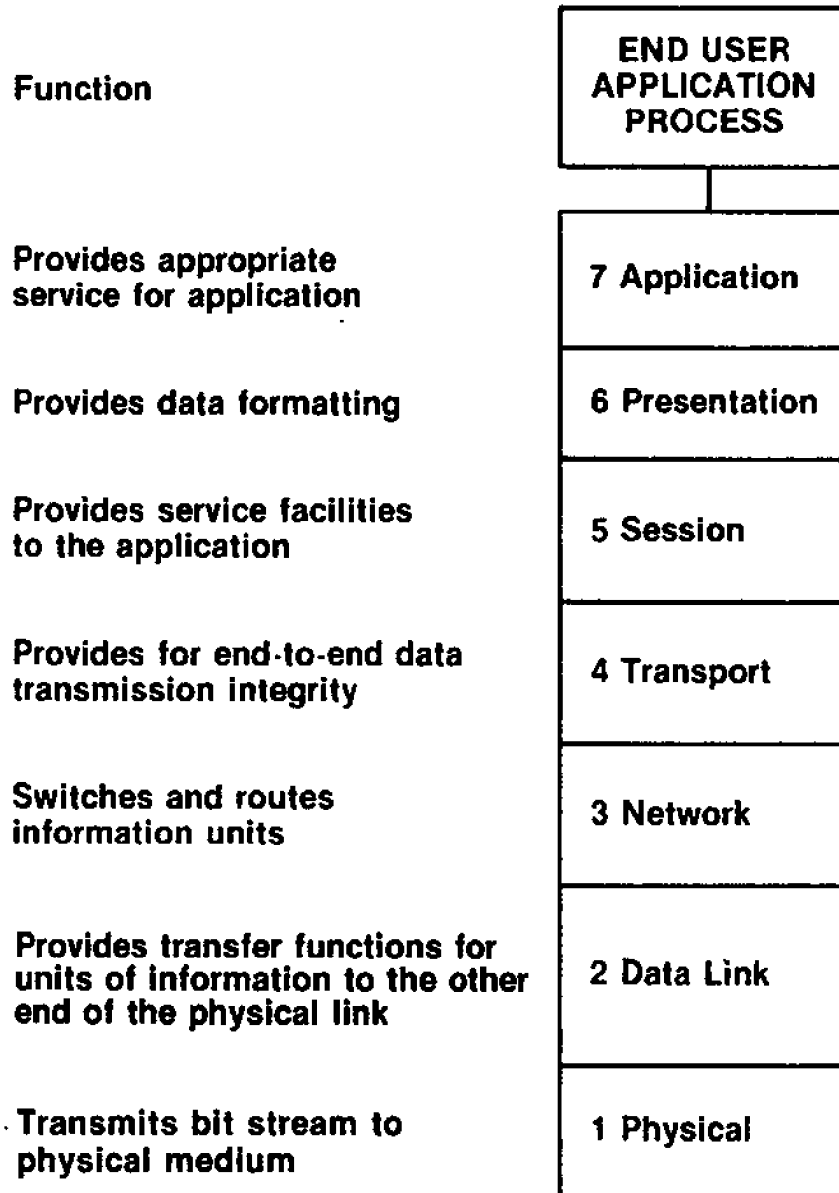 Function
END USER
APPLICATION
PROCESS
Provides appropriate
service for application
7 Application
Provides data formatting
6 Presentation
Provides service facilities
to the application
5 Session
Provides for end-to-end data
transmission integrity
4 Transport
Switches and routes
information units
3 Network
Provides transfer functions for
units of information to the other
end of the physical link
2 Data Link
Transmits bit stream to
physical medium
1 Physical